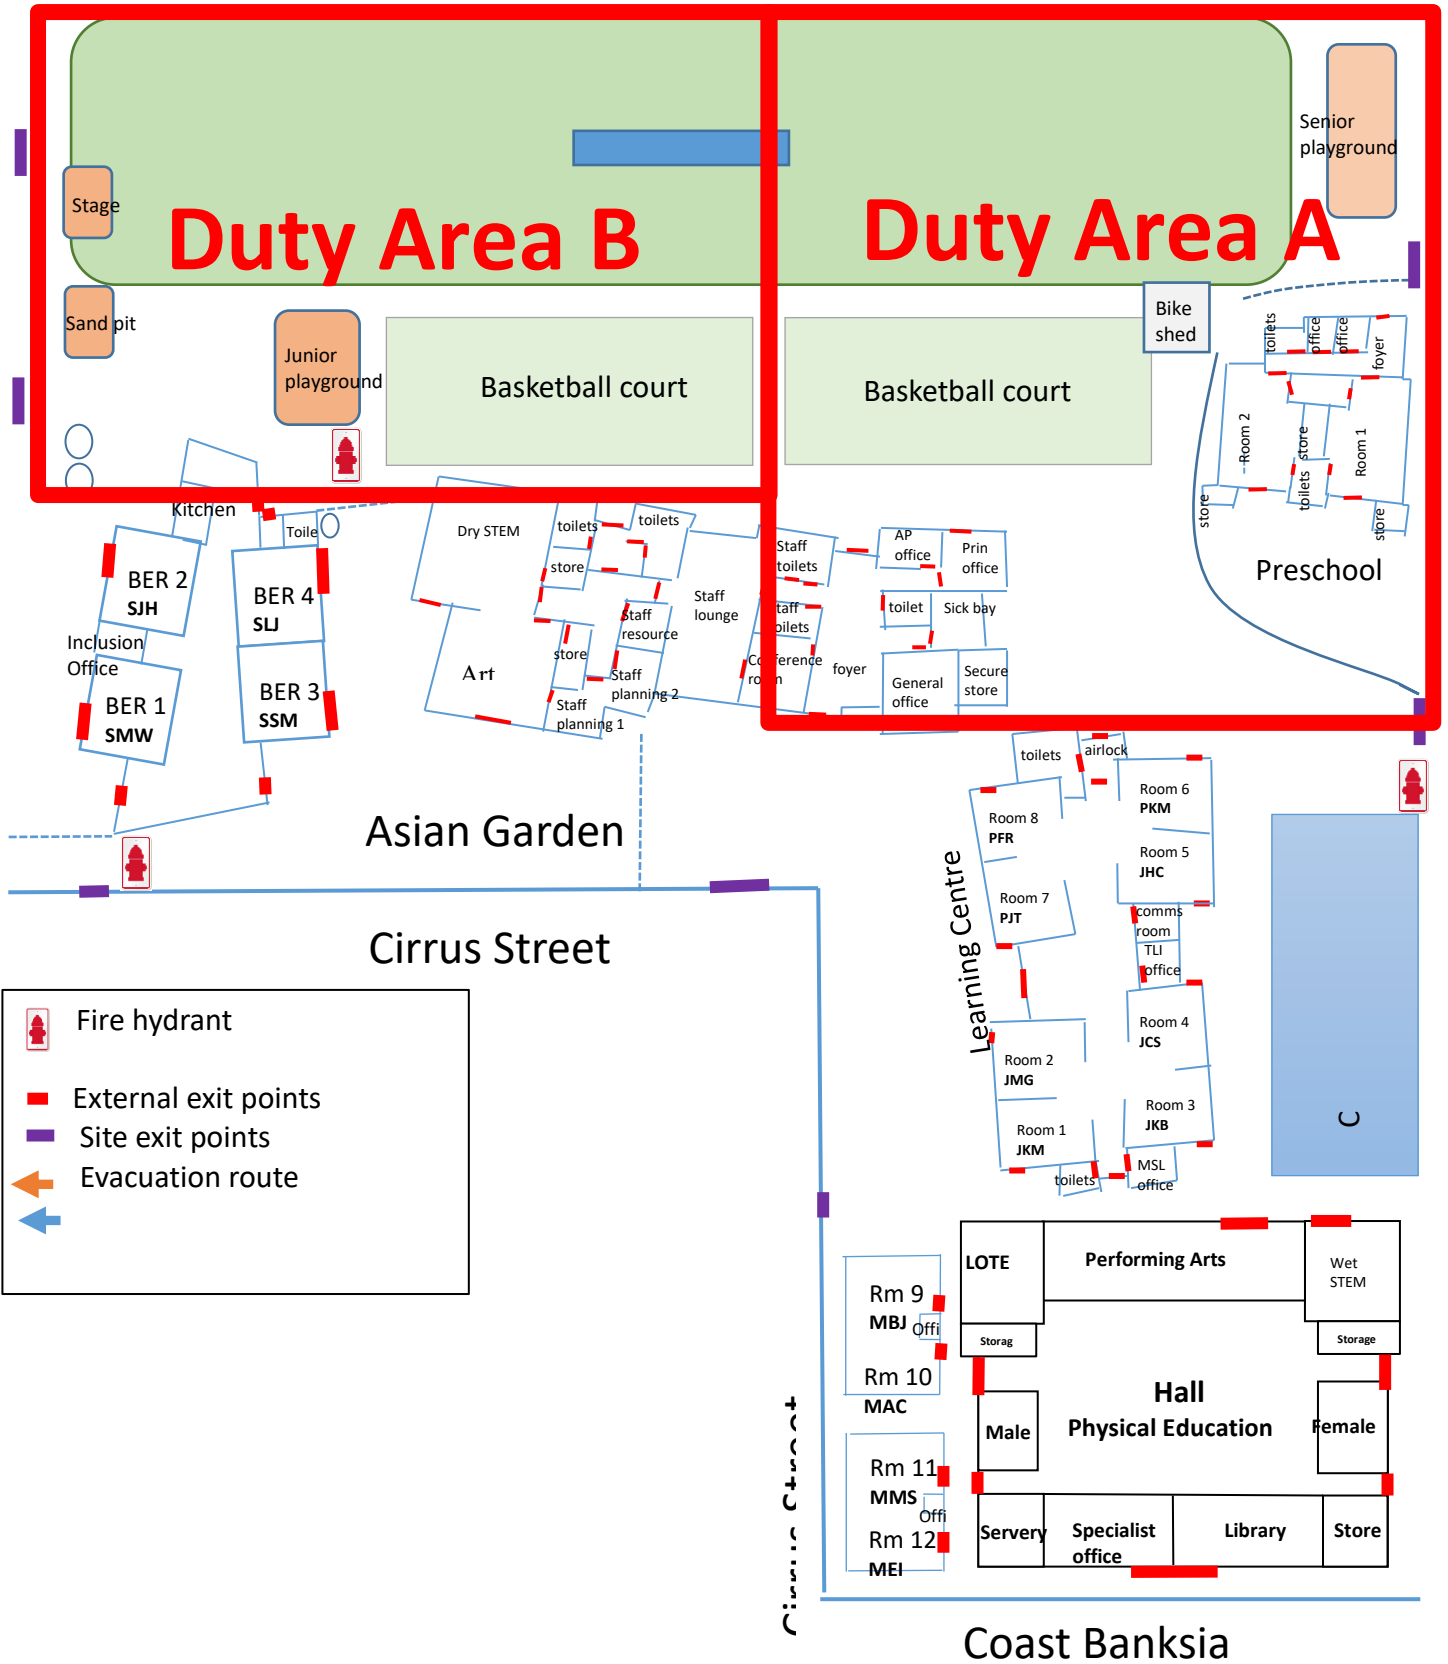 Senior
playground
Stage
Duty Area B
Duty Area A
Sand pit
Junior
playground
Basketball court
Basketball court
Bike
shed
toilets
office
office
foyer
Room 2
store
Room 1
toilets
store
store
Preschool
Kitchen
Toile
BER 2
SJH
BER 4
SLJ
Inclusion
Office
BER 1
SMW
BER 3
SSM
Dry STEM
toilets
toilets
store
Staff
lounge
Staff
resource
Art
store
Staff
planning 2
Staff
planning 1
Staff
toilets
AP
office
Prin
office
toilet
Sick bay
foyer
General
office
Secure
store
toilets
airlock
Room 6
PKM
Room 8
PFR
Room 5
JHC
Room 7
PJT
comms
room
TLI
office
Learning Centre
Room 4
JCS
Room 2
JMG
Room 3
JKB
Room 1
JKM
toilets
MSL
office
C
Asian Garden
Cirrus Street
Fire hydrant
External exit points
Site exit points
Evacuation route
LOTE
Performing Arts
Wet
STEM
Storag
Storage
Rm 9
MBJ
Offi
Rm 10
MAC
Hall
Physical Education
Male
Female
Rm 11
MMS
Offi
Rm 12
MEI
Servery
Specialist
office
Library
Store
Cirrus Street
Coast Banksia